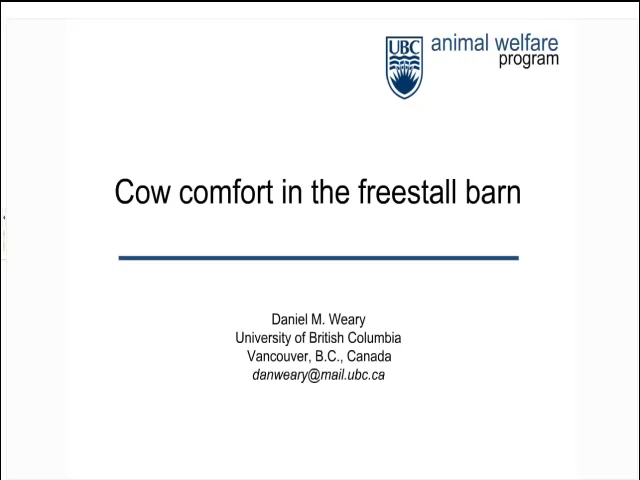 UBC
animal welfare
program
Cow comfort in the freestall barn
Daniel M. Weary
University of British Columbia
Vancouver, B.C., Canada
danweary@mail.ubc.ca